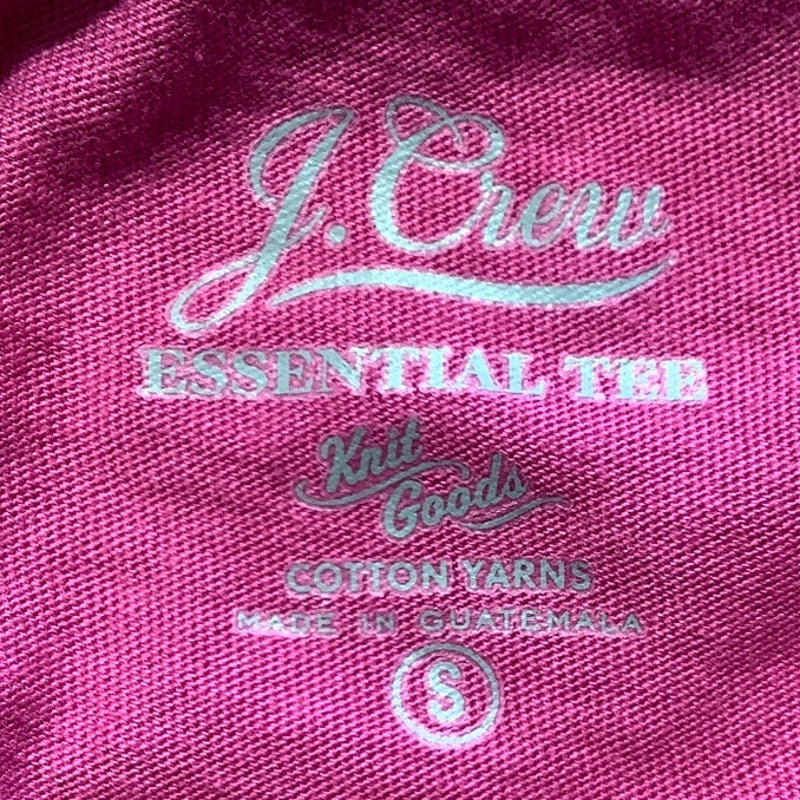 J. Crew
ESSENTIAL TEE
Knit
Goods
COTTON YARNS
MADE IN GUATEMALA
S